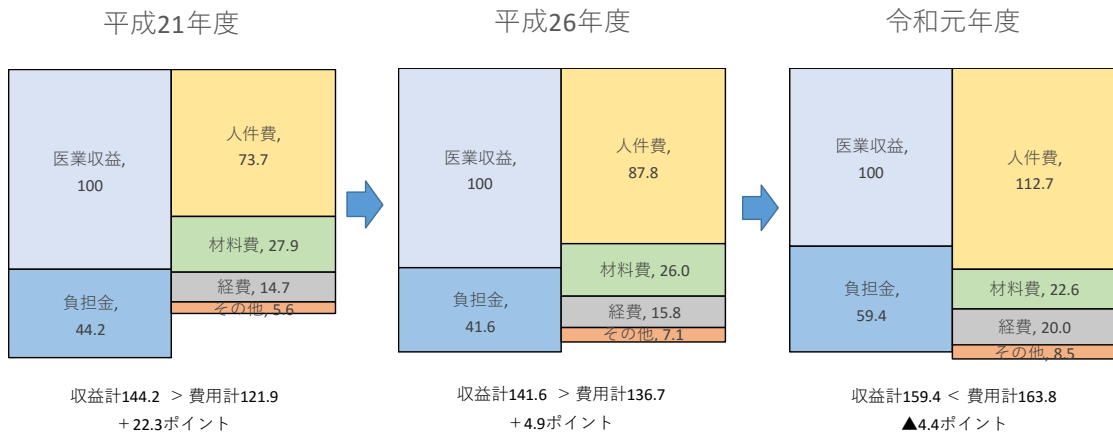 平成21年度
医業収益,
100
負担金,
44.2
人件費,
73.7
材料費, 27.9
経費, 14.7
その他, 5.6
収益計144.2 > 費用計121.9
+22.3ポイント
平成26年度
医業収益,
100
負担金,
41.6
人件費,
87.8
材料費, 26.0
経費, 15.8
その他, 7.1
収益計141.6 > 費用計136.7
+4.9ポイント
令和元年度
医業収益,
100
負担金,
59.4
人件費,
112.7
材料費, 22.6
経費, 20.0
その他, 8.5
収益計159.4 < 費用計163.8
▲4.4ポイント